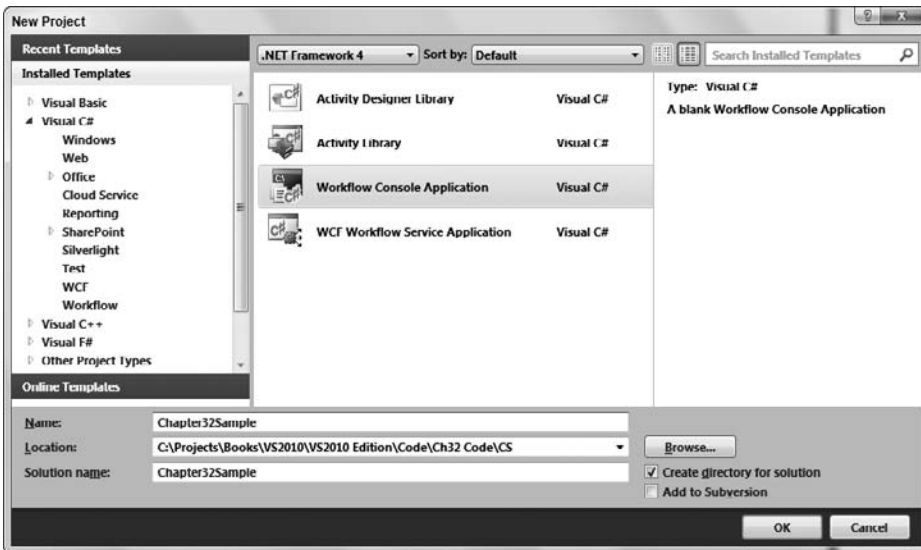 New Project
Recent Templates
Installed Templates
Visual Basic
Visual C#
Windows
Web
Office
Cloud Service
Reporting
SharePoint
Silverlight
Test
WCF
Workflow
Visual C++
Visual F#
Other Project Types
Online Templates
.NET Framework 4
Sort by: Default
Search Installed Templates
Activity Designer Library Visual C#
Activity Library Visual C#
Workflow Console Application Visual C#
WCF Workflow Service Application Visual C#
Type: Visual C#
A blank Workflow Console Application
Name: Chapter32Sample
Location: C:\Projects\Books\VS2010\VS2010 Edition\Code\Ch32 Code\CS
Browse...
Solution name: Chapter32Sample
Create directory for solution
Add to Subversion
OK Cancel